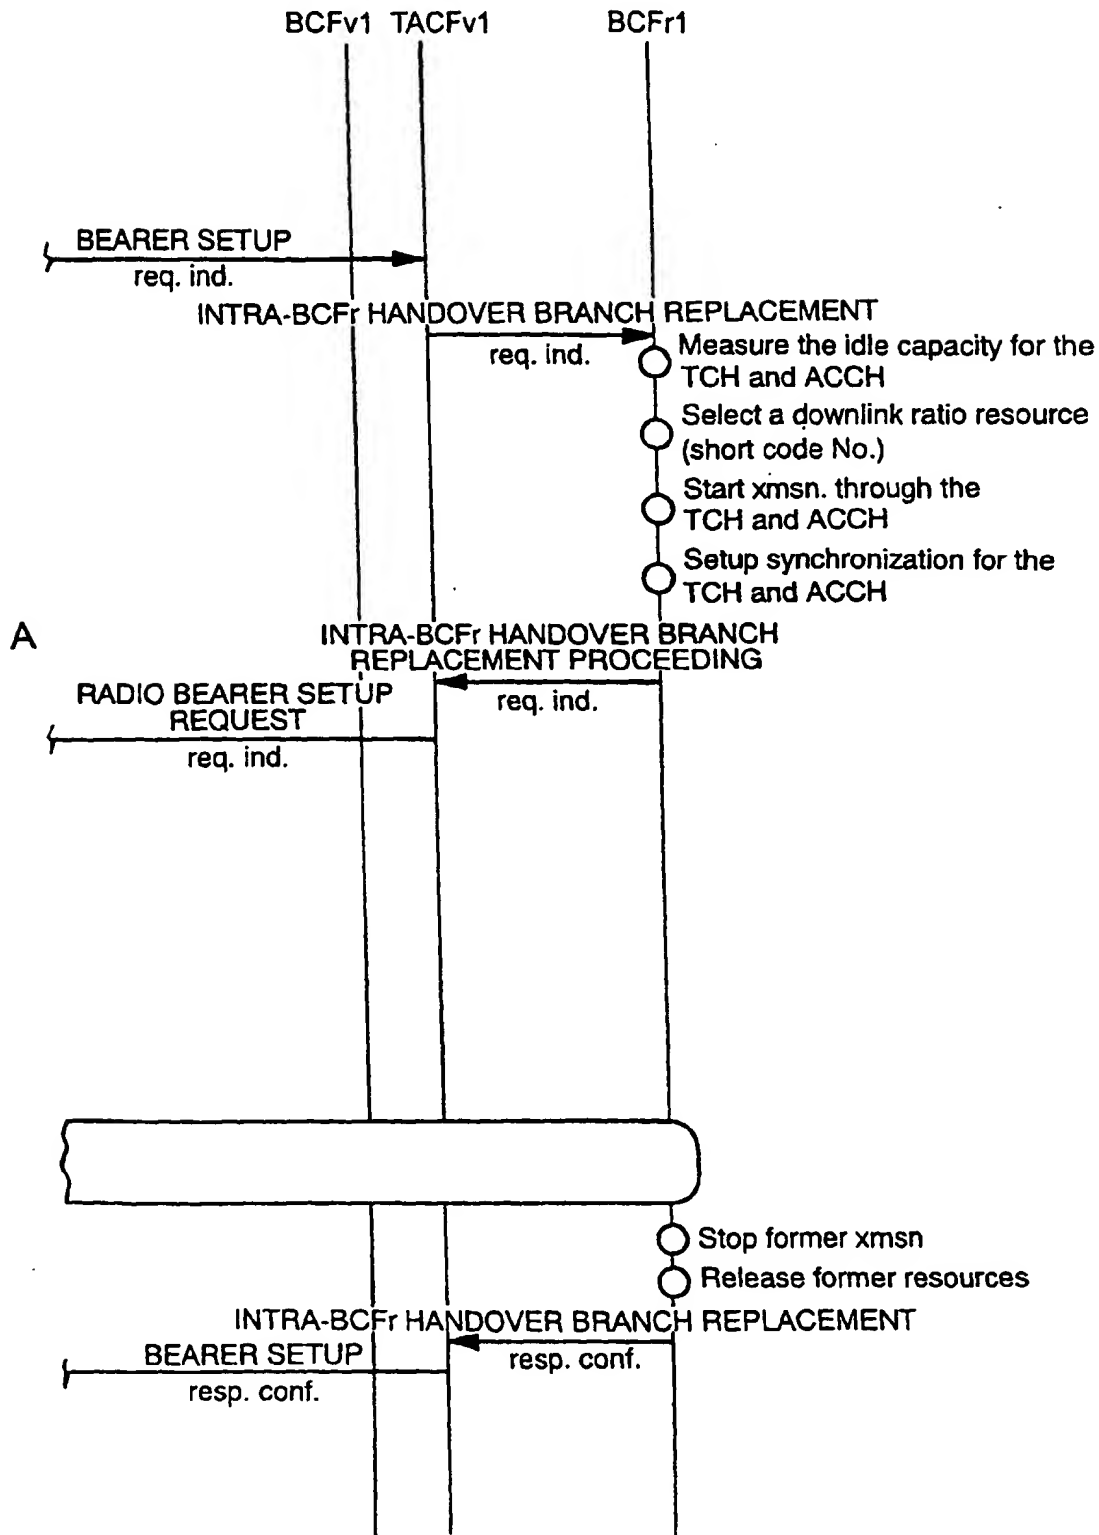 BCFv1 TACFv1 BCFr1
BEARER SETUP
req. ind.
INTRA-BCFr HANDOVER BRANCH REPLACEMENT
req. ind.
Measure the idle capacity for the
TCH and ACCH
Select a downlink ratio resource
(short code No.)
Start xmsn. through the
TCH and ACCH
Setup synchronization for the
TCH and ACCH
A
INTRA-BCFr HANDOVER BRANCH
REPLACEMENT PROCEEDING
req. ind.
RADIO BEARER SETUP
REQUEST
req. ind.
Stop former xmsn
Release former resources
INTRA-BCFr HANDOVER BRANCH REPLACEMENT
resp. conf.
BEARER SETUP
resp. conf.